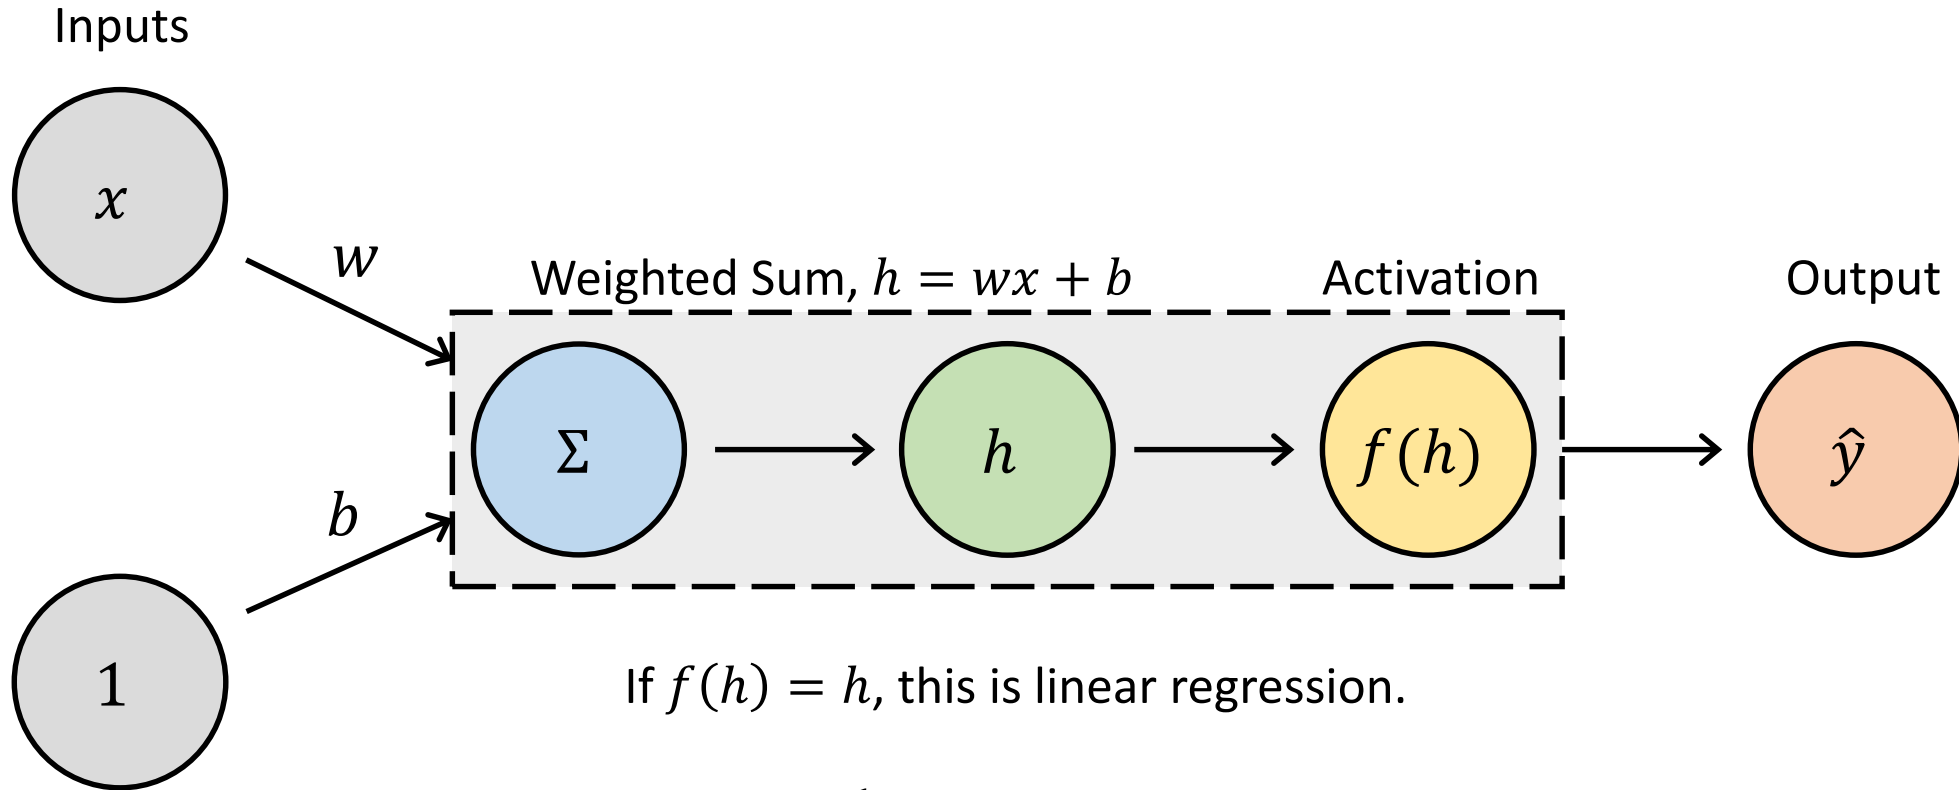 Inputs
x
w
Weighted Sum, h = wx + b
Activation
Output
Σ
h
f(h)
ŷ
b
1
If f(h) = h, this is linear regression.